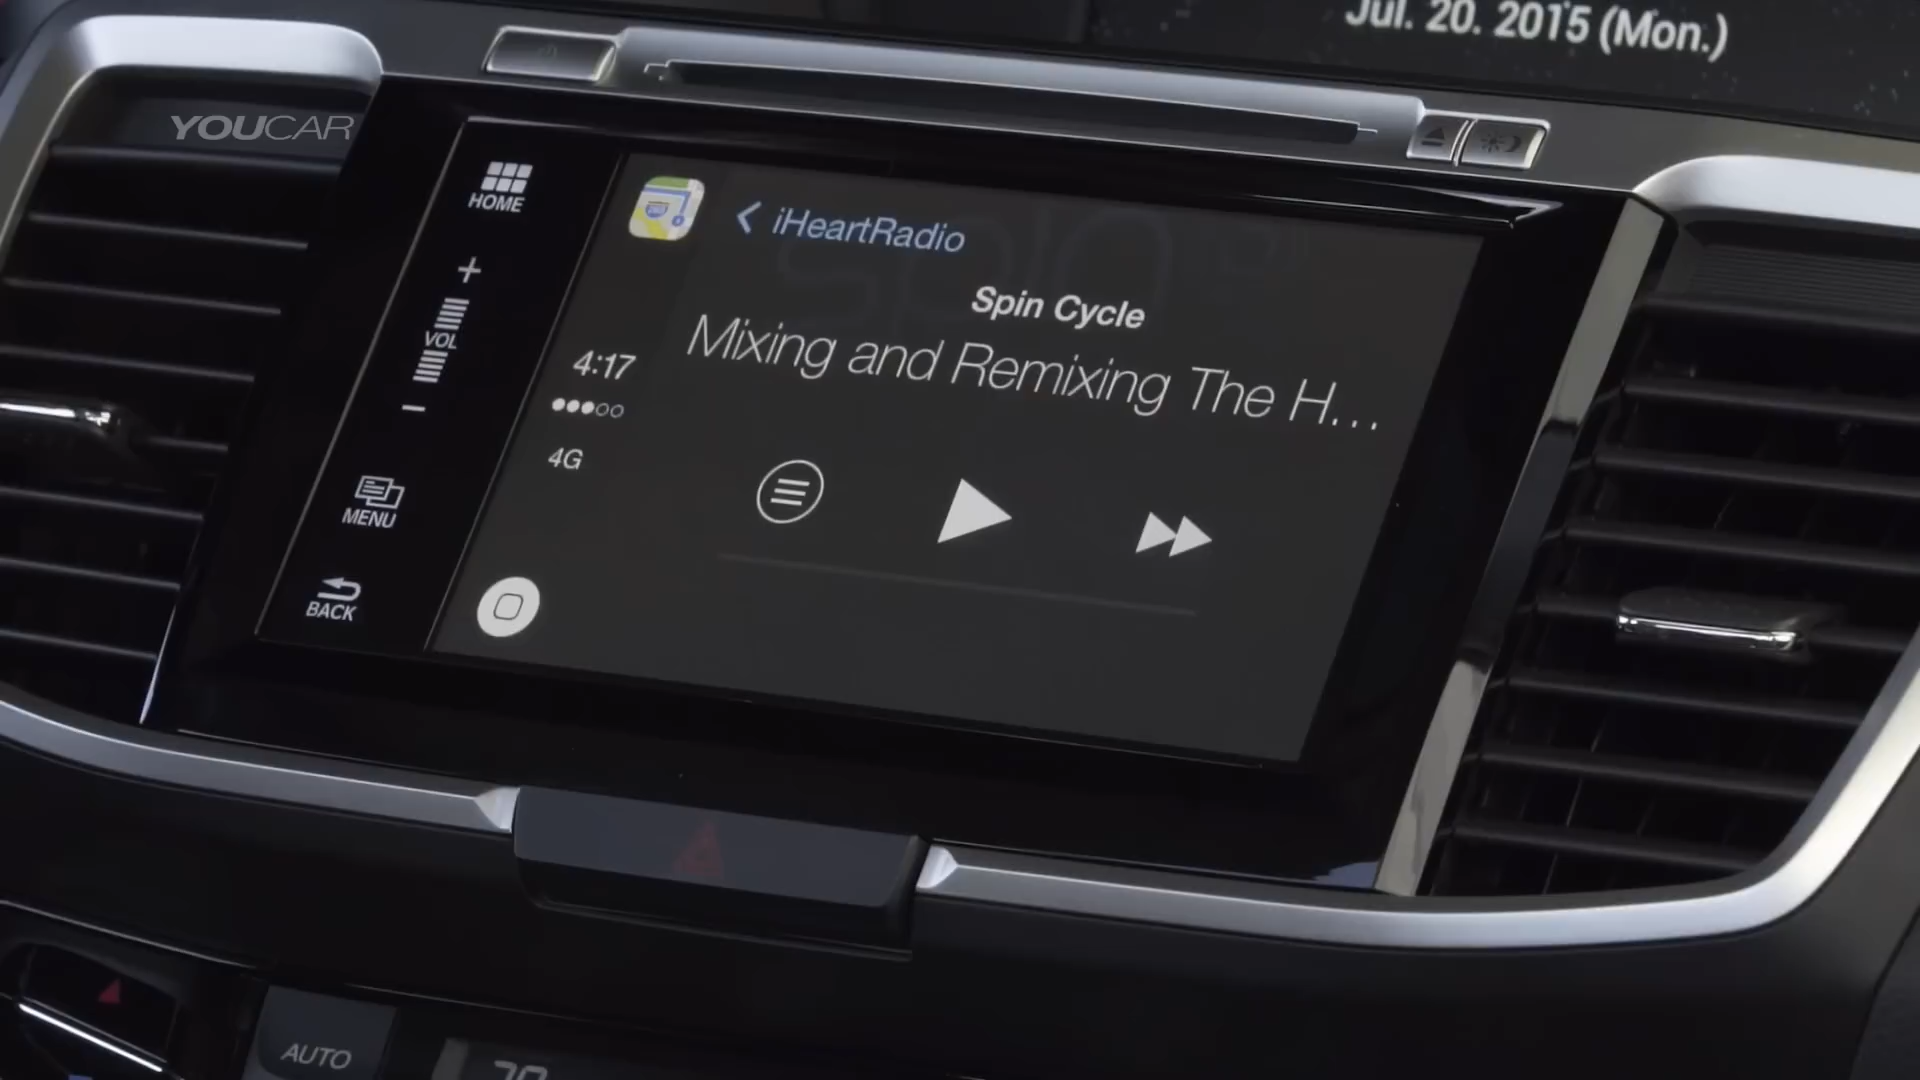 Jul. 20. 2015 (Mon.)
YOUCAR
HOME
iHeartRadio
Spin Cycle
Mixing and Remixing The H...
+
VOL
−
4:17
4G
MENU
BACK
AUTO